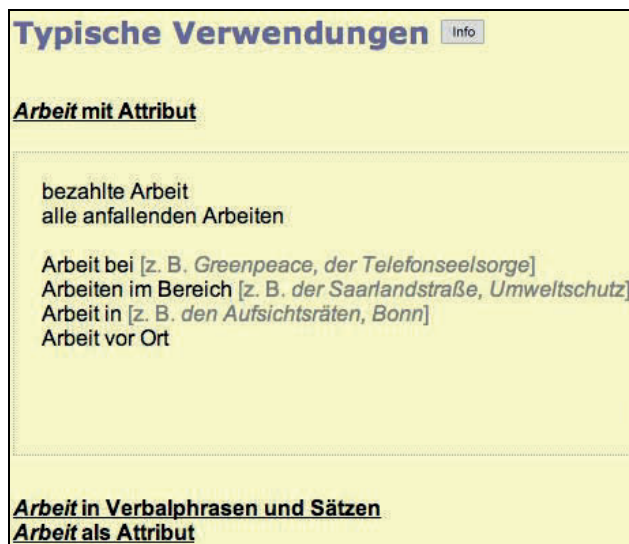 Typische Verwendungen Info
Arbeit mit Attribut
bezahlte Arbeit
alle anfallenden Arbeiten
Arbeit bei [z. B. Greenpeace, der Telefonseelsorge]
Arbeiten im Bereich [z. B. der Saarlandstraße, Umweltschutz]
Arbeit in [z. B. den Aufsichtsräten, Bonn]
Arbeit vor Ort
Arbeit in Verbalphrasen und Sätzen
Arbeit als Attribut